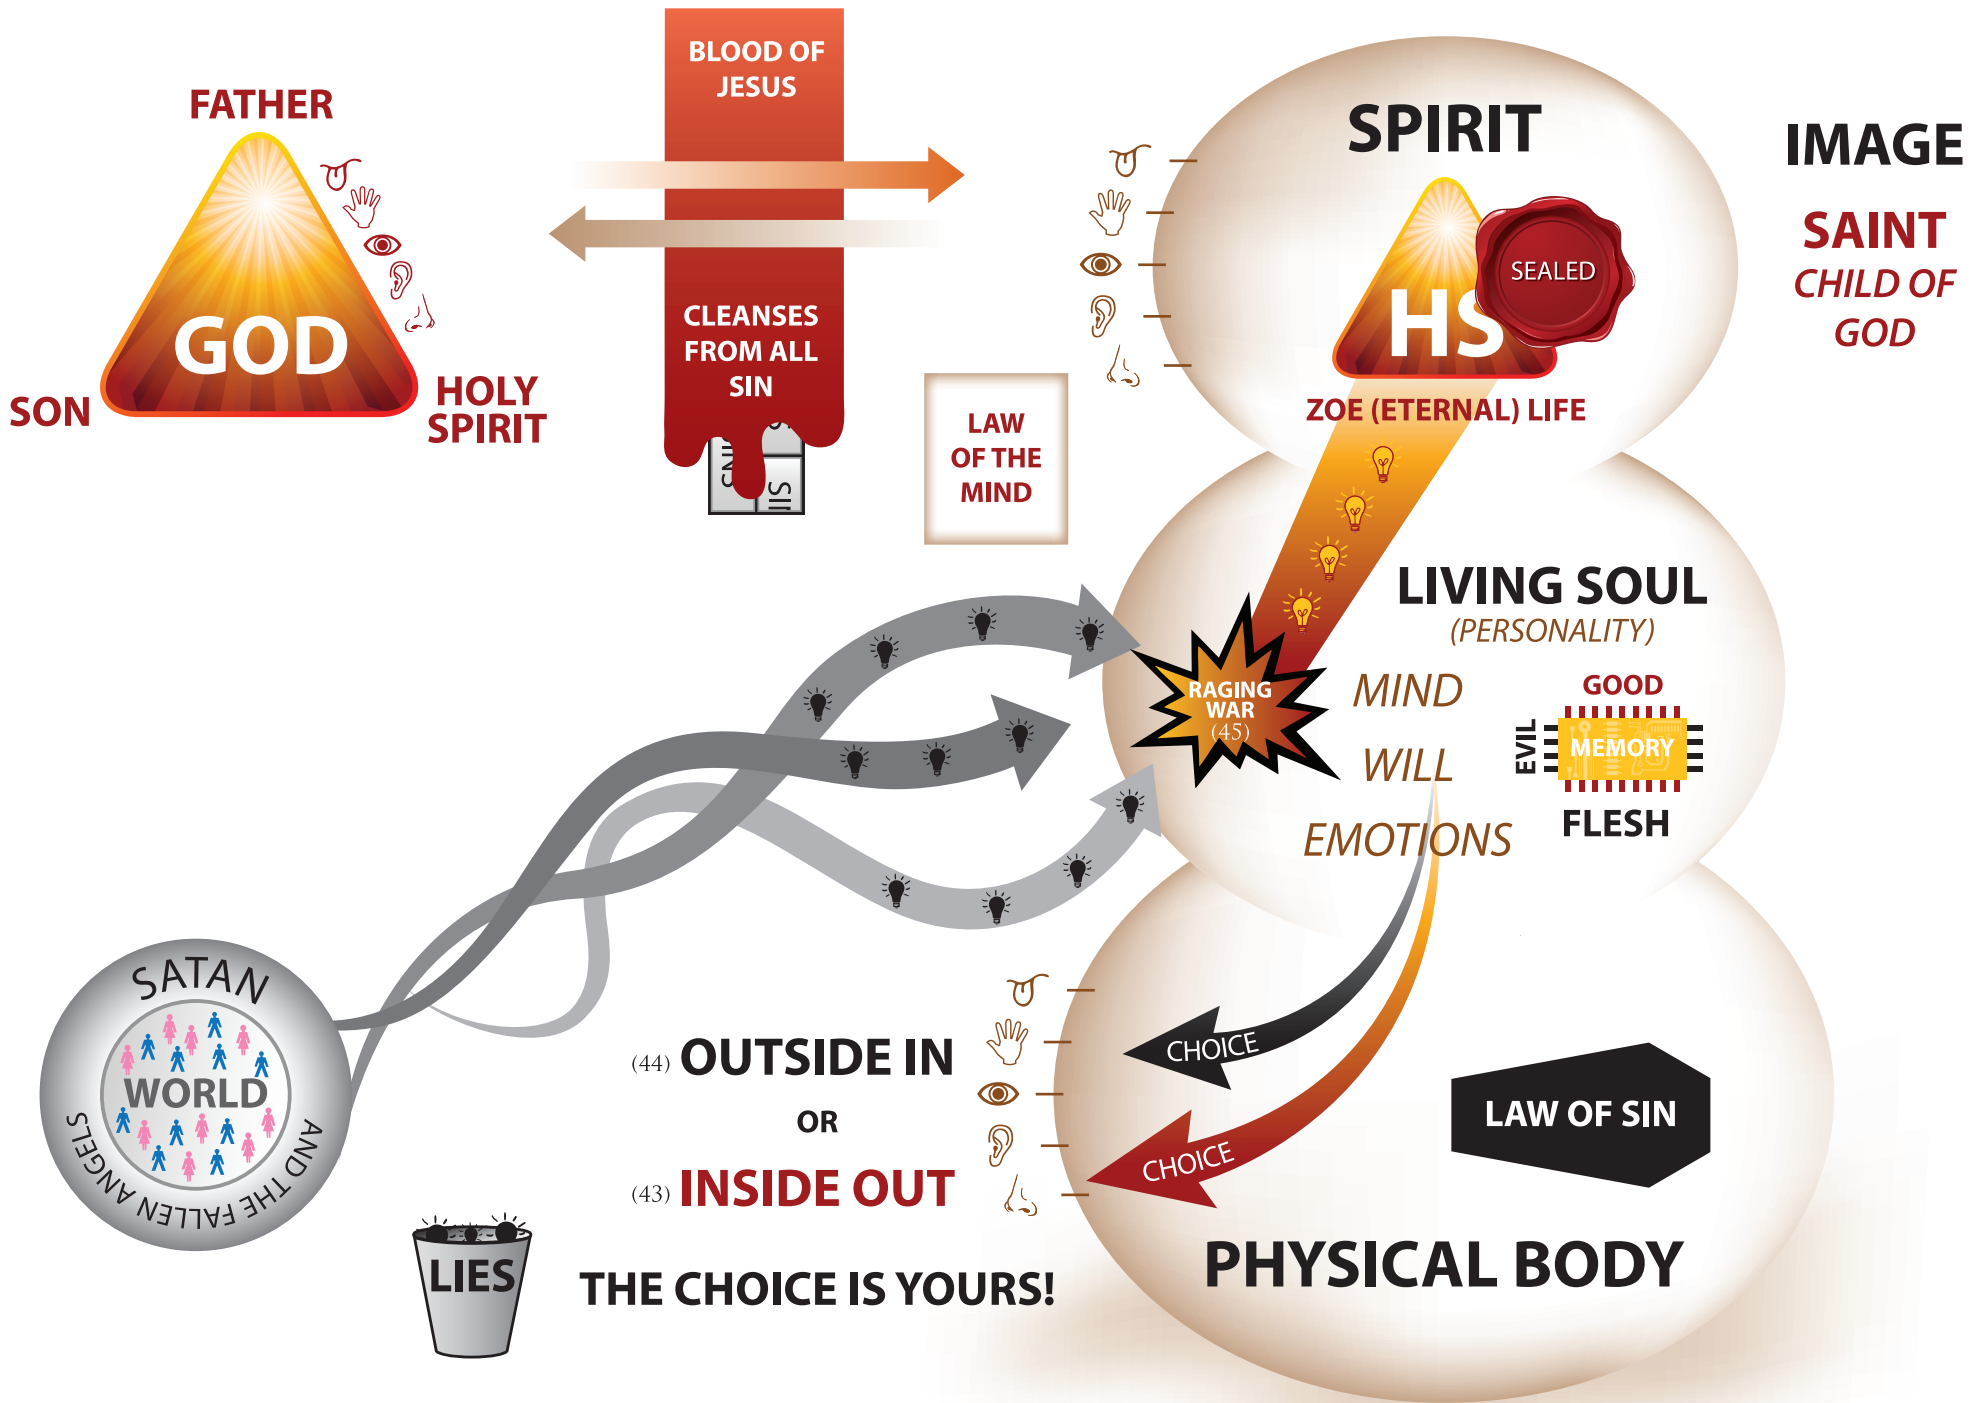 FATHER
GOD
SON
HOLY
SPIRIT
BLOOD OF
JESUS
CLEANSES
FROM ALL
SIN
LAW
OF THE
MIND
SPIRIT
HS
SEALED
ZOE (ETERNAL) LIFE
IMAGE
SAINT
CHILD OF
GOD
LIVING SOUL
(PERSONALITY)
MIND
WILL
EMOTIONS
GOOD
EVIL
MEMORY
FLESH
RAGING
WAR
(45)
SATAN
WORLD
AND THE FALLEN ANGELS
LIES
(44) OUTSIDE IN
OR
(43) INSIDE OUT
THE CHOICE IS YOURS!
CHOICE
CHOICE
LAW OF SIN
PHYSICAL BODY